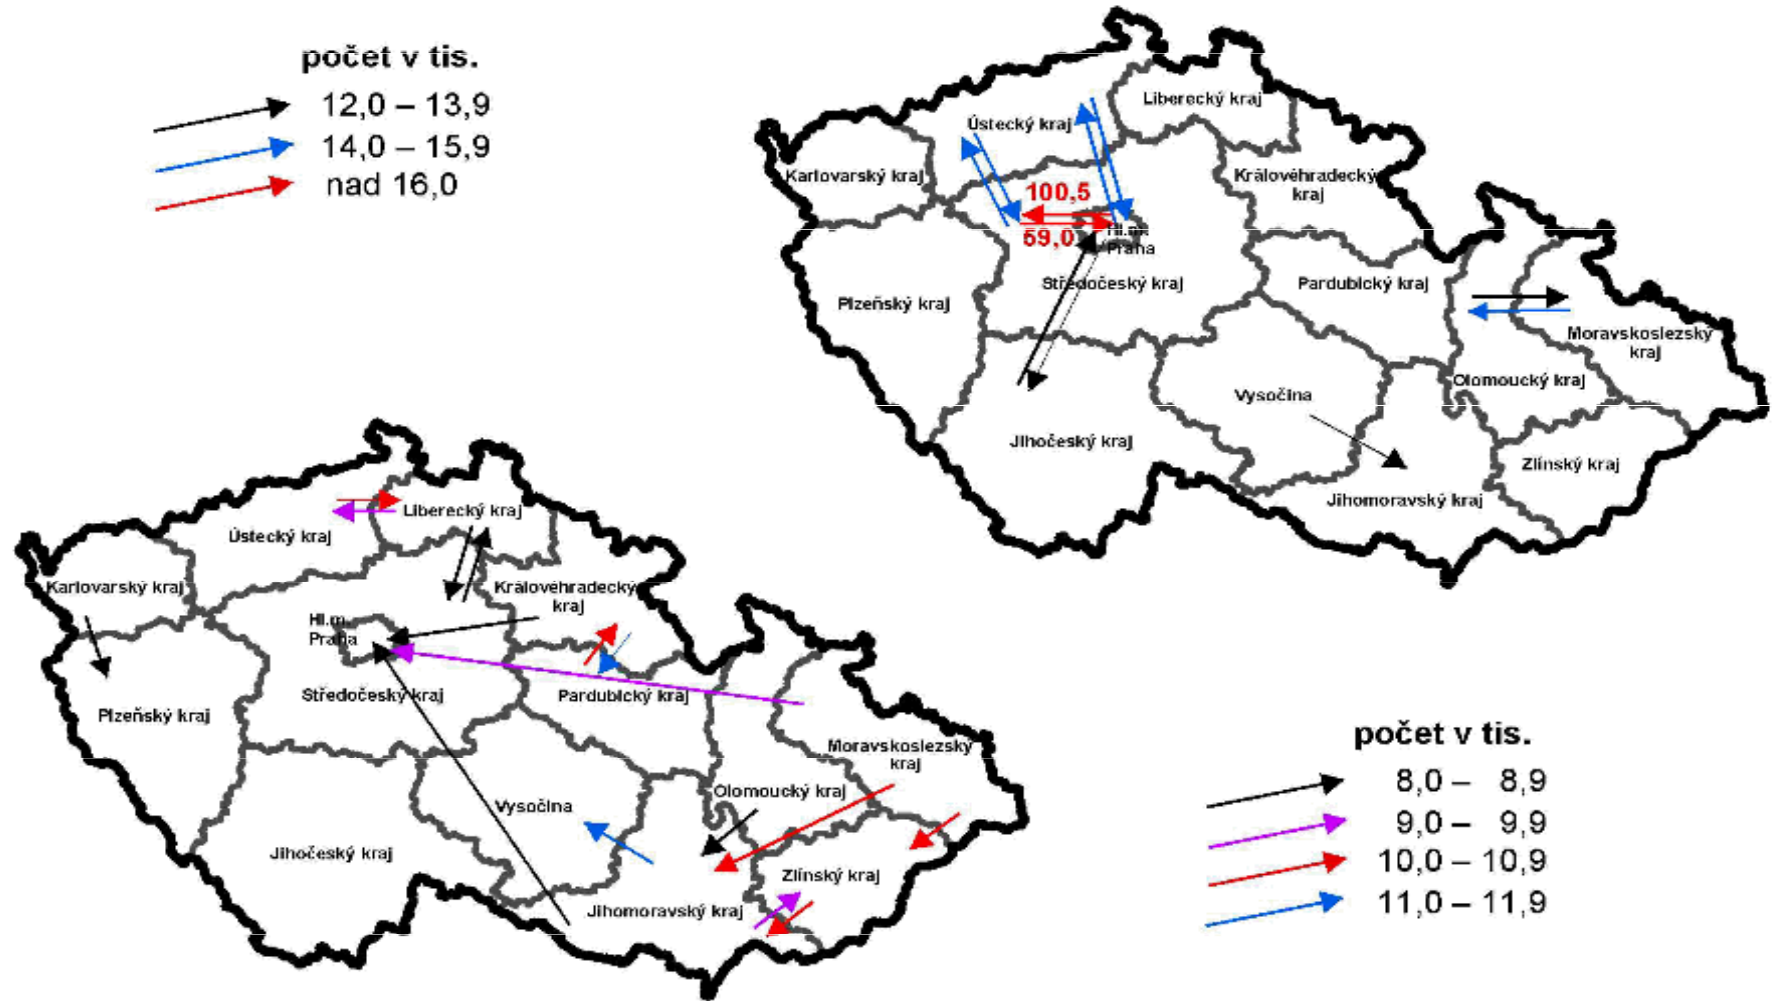 počet v tis.
12,0 – 13,9
14,0 – 15,9
nad 16,0
Liberecký kraj
Ústecký kraj
Karlovarský kraj
Královéhradecký
kraj
100,5
59,0
Hl.m.
Praha
Středočeský kraj
Pardubický kraj
Plzeňský kraj
Moravskoslezský
kraj
Olomoucký kraj
Vysočina
Jihočeský kraj
Zlínský kraj
Jihomoravský kraj
Liberecký kraj
Ústecký kraj
Karlovarský kraj
Královéhradecký
kraj
Hl.m.
Praha
Středočeský kraj
Pardubický kraj
Plzeňský kraj
Moravskoslezský
kraj
Olomoucký kraj
Vysočina
Jihočeský kraj
Zlínský kraj
Jihomoravský kraj
počet v tis.
8,0 – 8,9
9,0 – 9,9
10,0 – 10,9
11,0 – 11,9